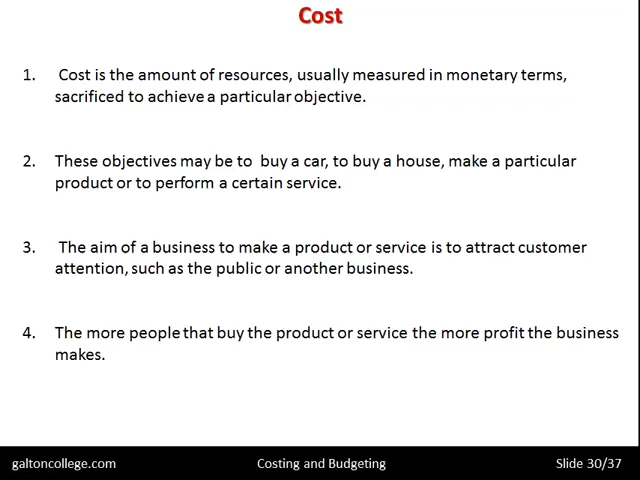 Cost
1. Cost is the amount of resources, usually measured in monetary terms,
sacrificed to achieve a particular objective.
2. These objectives may be to buy a car, to buy a house, make a particular
product or to perform a certain service.
3. The aim of a business to make a product or service is to attract customer
attention, such as the public or another business.
4. The more people that buy the product or service the more profit the business
makes.
galtoncollege.com Costing and Budgeting Slide 30/37